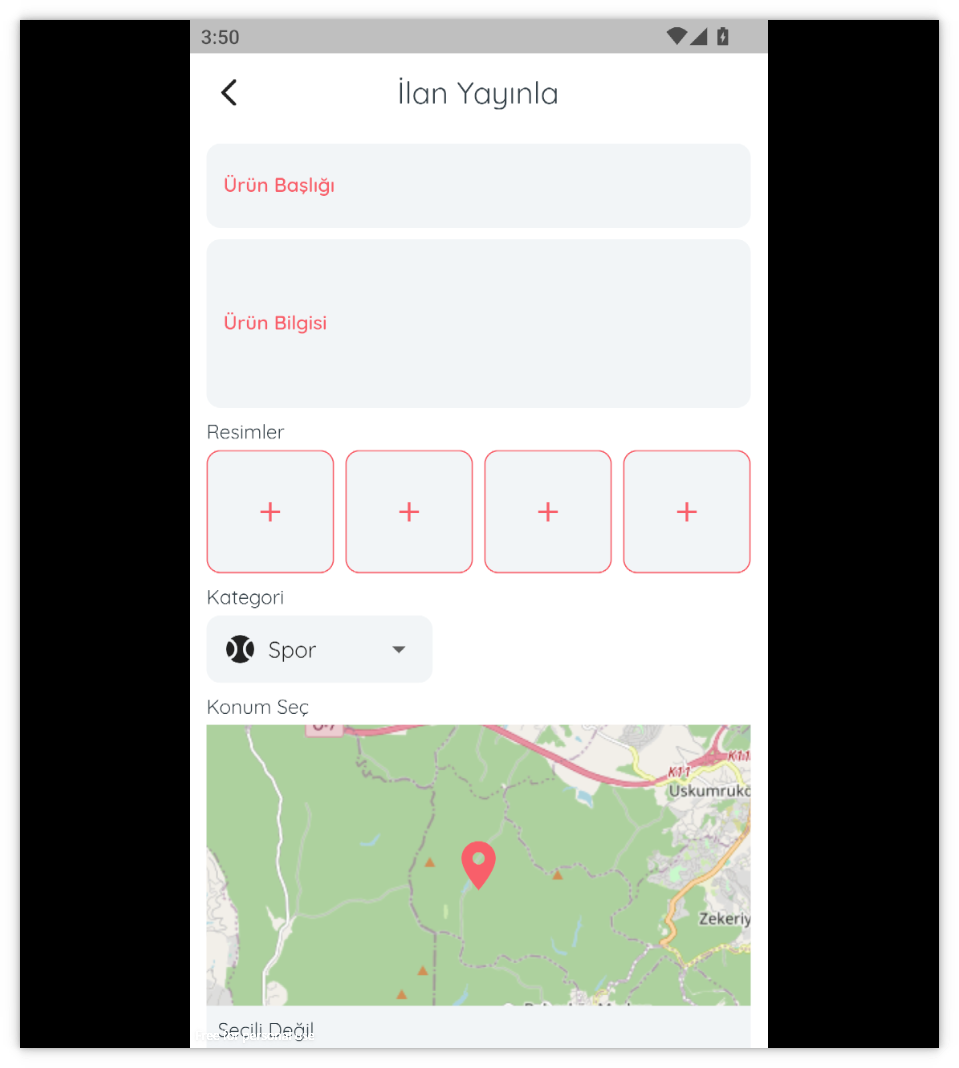 3:50
İlan Yayınla
Ürün Başlığı
Ürün Bilgisi
Resimler
+ + + +
Kategori
Spor
Konum Seç
K11 K11
Uskumruko
Zekeriy
Seçili Değil